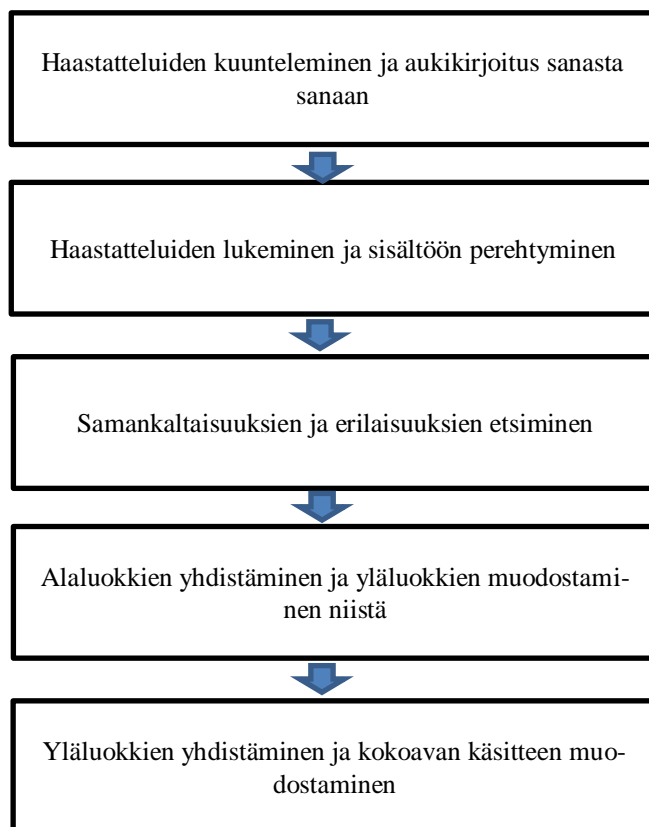 Haastatteluiden kuunteleminen ja aukikirjoitus sanasta
sanaan
Haastatteluiden lukeminen ja sisältöön perehtyminen
Samankaltaisuuksien ja erilaisuuksien etsiminen
Alaluokkien yhdistäminen ja yläluokkien muodostami-
nen niistä
Yläluokkien yhdistäminen ja kokoavan käsitteen muo-
dostaminen